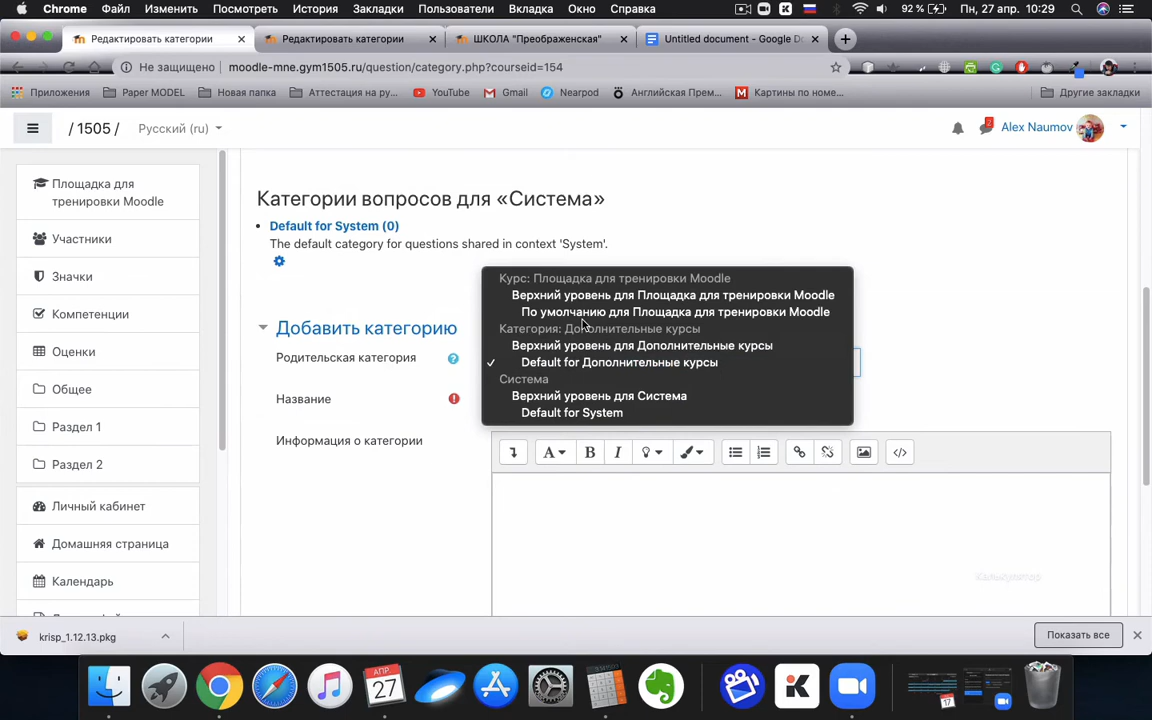 Chrome Файл Изменить Посмотреть История Закладки Пользователи Вкладка Окно Справка 92 % Пн, 27 апр. 10:29
Редактировать категории Редактировать категории ШКОЛА "Преображенская" Untitled document - Google Do
Не защищено moodle-mne.gym1505.ru/question/category.php?courseid=154
Приложения Paper MODEL Новая папка Аттестация на ру... YouTube Gmail Nearpod Английская Прем... Картины по номе... Другие закладки
/ 1505 / Русский (ru) 2 Alex Naumov
Площадка для
тренировки Moodle
Участники
Значки
Компетенции
Оценки
Общее
Раздел 1
Раздел 2
Личный кабинет
Домашняя страница
Календарь
Категории вопросов для «Система»
Default for System (0)
The default category for questions shared in context 'System'.
Добавить категорию
Родительская категория
Название
Информация о категории
Курс: Площадка для тренировки Moodle
Верхний уровень для Площадка для тренировки Moodle
По умолчанию для Площадка для тренировки Moodle
Категория: Дополнительные курсы
Верхний уровень для Дополнительные курсы
✓ Default for Дополнительные курсы
Система
Верхний уровень для Система
Default for System
A B I </>
Калькулятор
krisp_1.12.13.pkg Показать все
АПР.
27
17